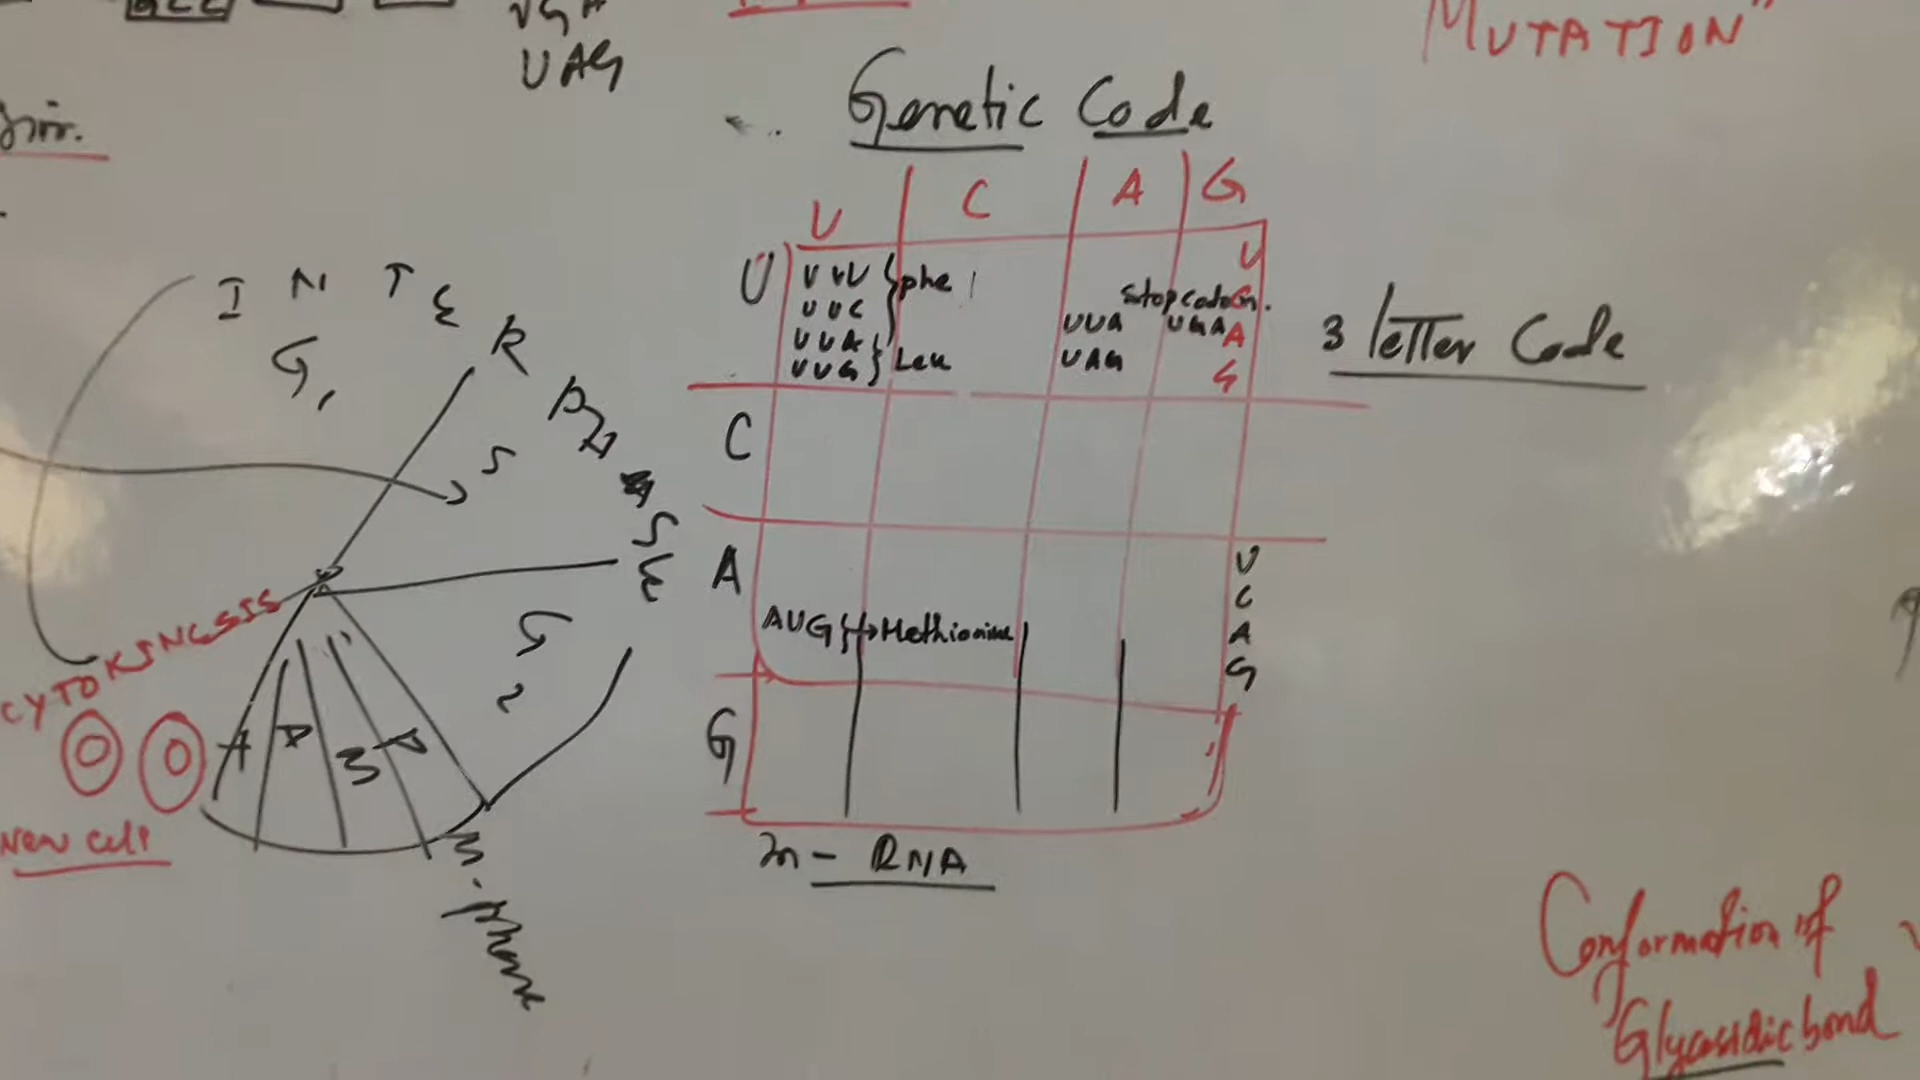 UGA
UAG
MUTATION"
Genetic Code
U C A G
U
UUU } phe
UUC
UUA } Leu
UUG
Stop codon.
UUA UGA
UAG
U
C
A
G
3 letter Code
C
A
AUG } → Methionine
U
C
A
G
G
m - RNA
INTERPHASE
G1
S
G2
CYTOKINESIS
A A M P
New cell
M-phase
Conformation of
Glycosidic bond